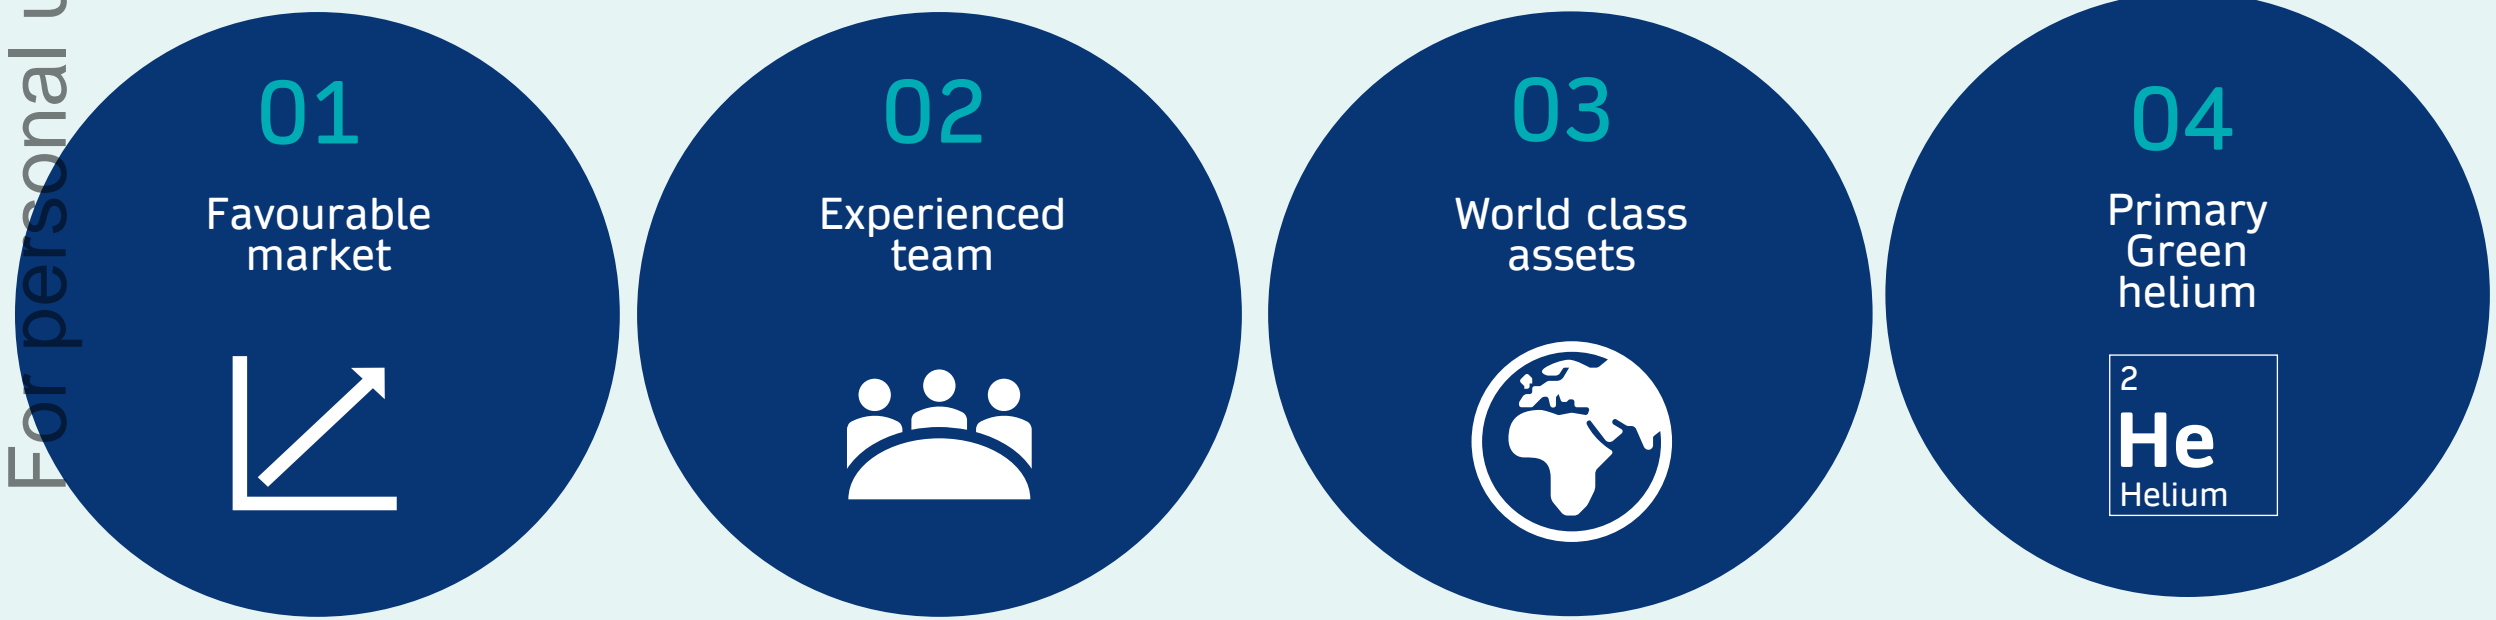 For personal u
01
Favourable
market
02
Experienced
team
03
World class
assets
04
Primary
Green
helium
2
He
Helium